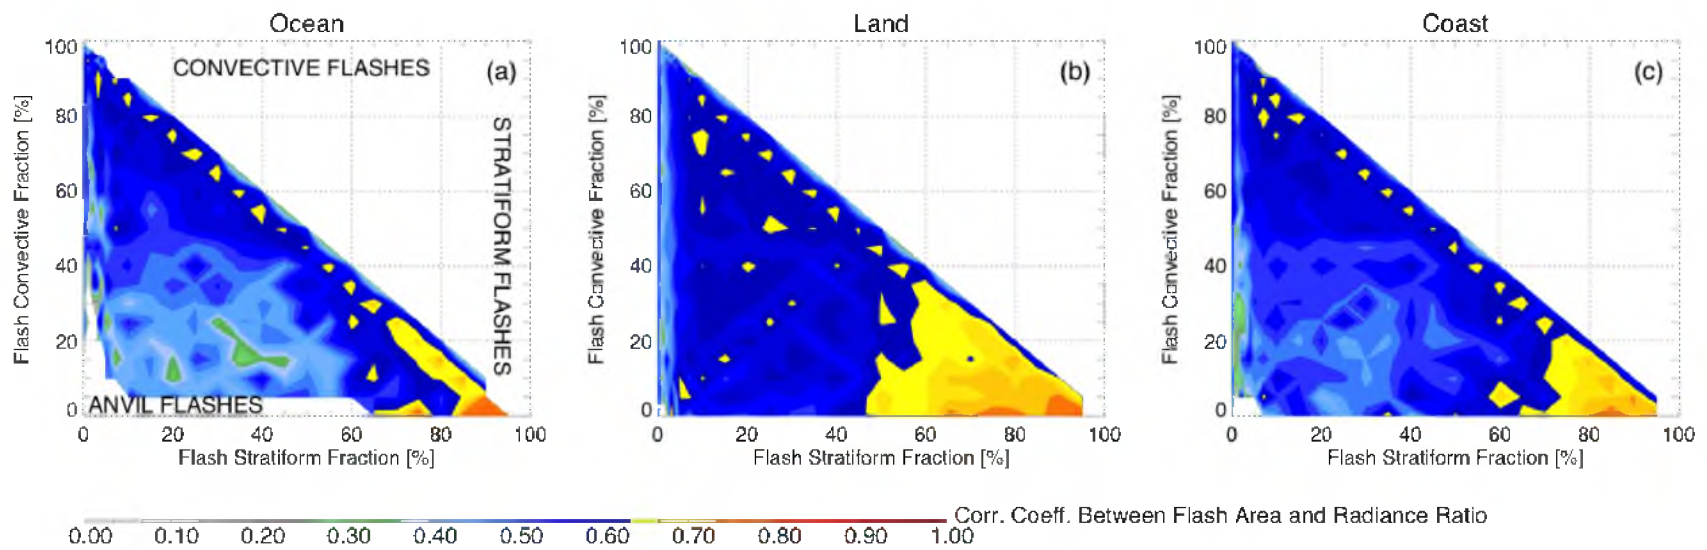 Ocean
Land
Coast
CONVECTIVE FLASHES
(a)
STRATIFORM FLASHES
ANVIL FLASHES
Flash Convective Fraction [%]
100
80
60
40
20
0
0 20 40 60 80 100
Flash Stratiform Fraction [%]
(b)
Flash Convective Fraction [%]
100
80
60
40
20
0
0 20 40 60 80 100
Flash Stratiform Fraction [%]
(c)
Flash Convective Fraction [%]
100
80
60
40
20
0
0 20 40 60 80 100
Flash Stratiform Fraction [%]
0.00 0.10 0.20 0.30 0.40 0.50 0.60 0.70 0.80 0.90 1.00
Corr. Coeff. Between Flash Area and Radiance Ratio